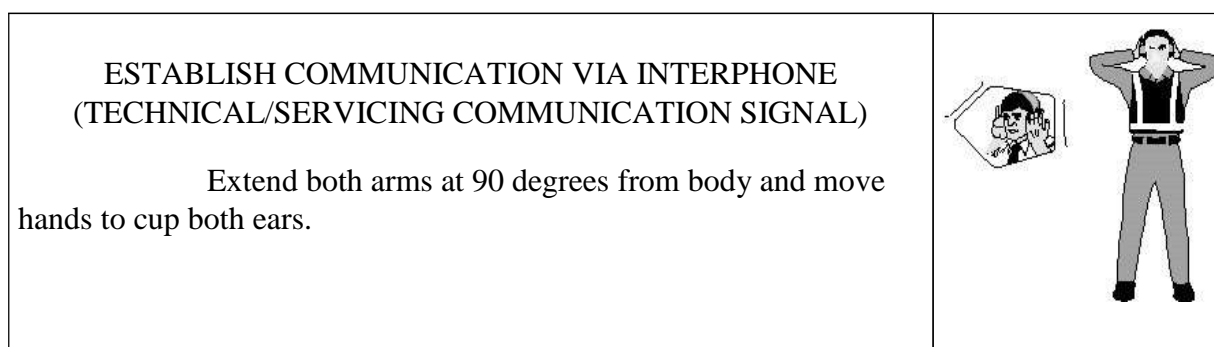 ESTABLISH COMMUNICATION VIA INTERPHONE
(TECHNICAL/SERVICING COMMUNICATION SIGNAL)
Extend both arms at 90 degrees from body and move
hands to cup both ears.